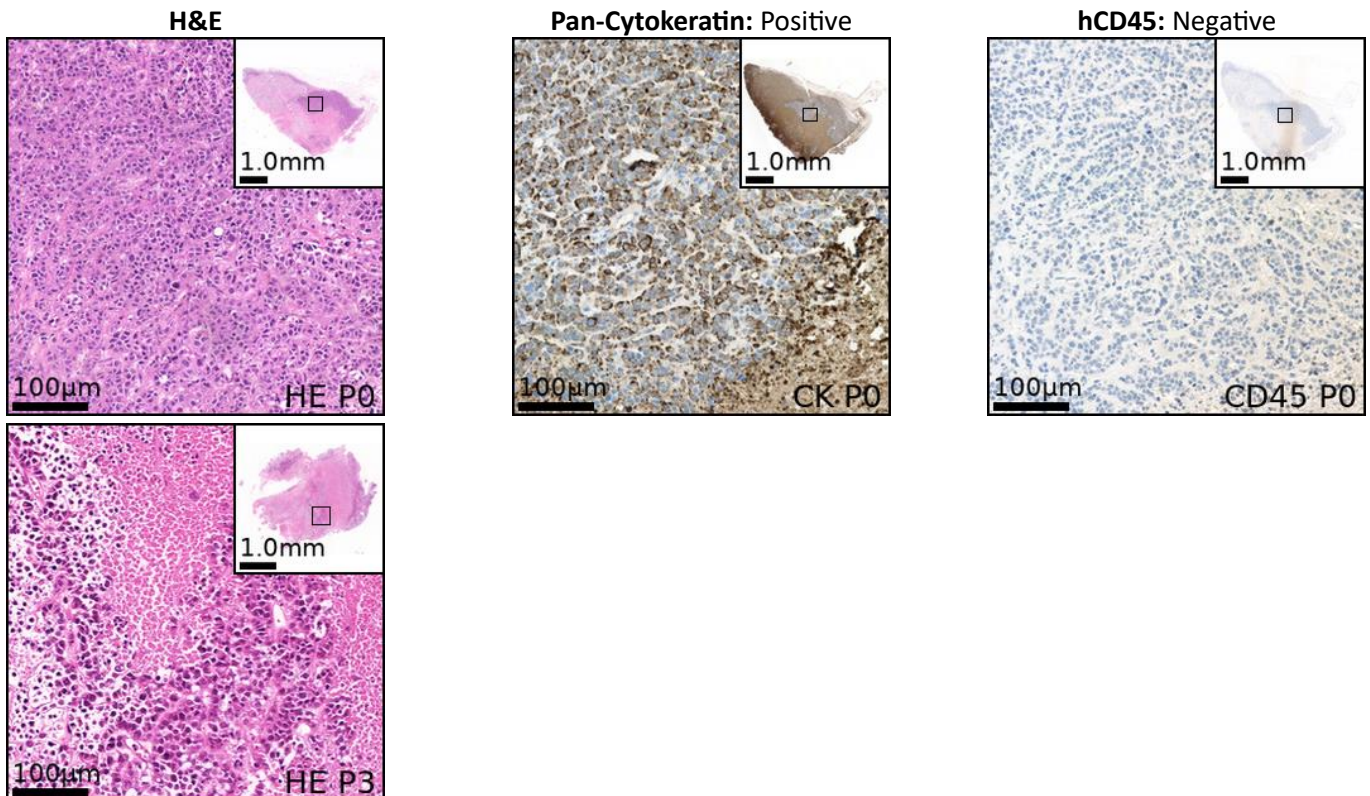 H&E
Pan-Cytokeratin: Positive
hCD45: Negative
1.0mm
100µm
HE P0
1.0mm
100µm
CK P0
1.0mm
100µm
CD45 P0
1.0mm
100µm
HE P3